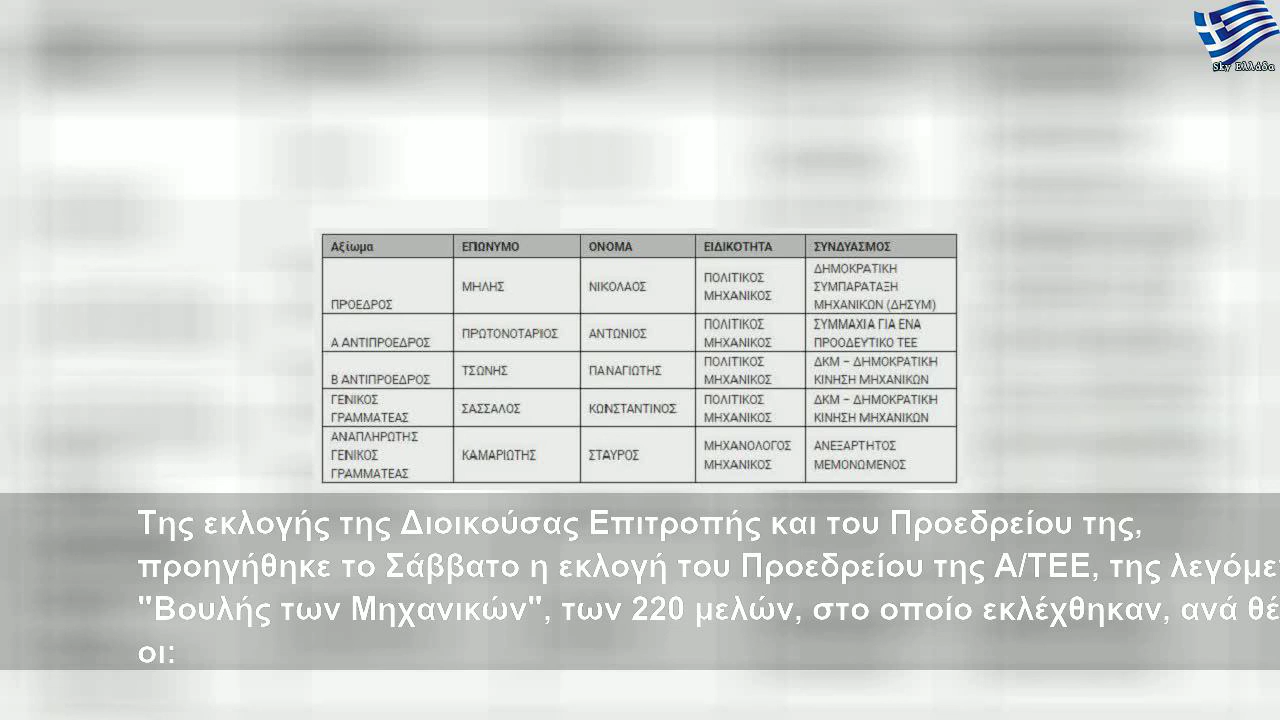 Sky Ελλάδα
Αξίωμα ΕΠΩΝΥΜΟ ΟΝΟΜΑ ΕΙΔΙΚΟΤΗΤΑ ΣΥΝΔΥΑΣΜΟΣ
ΠΡΟΕΔΡΟΣ ΜΗΛΗΣ ΝΙΚΟΛΑΟΣ ΠΟΛΙΤΙΚΟΣ
ΜΗΧΑΝΙΚΟΣ
ΔΗΜΟΚΡΑΤΙΚΗ
ΣΥΜΠΑΡΑΤΑΞΗ
ΜΗΧΑΝΙΚΩΝ (ΔΗΣΥΜ)
Α ΑΝΤΙΠΡΟΕΔΡΟΣ ΠΡΩΤΟΝΟΤΑΡΙΟΣ ΑΝΤΩΝΙΟΣ ΠΟΛΙΤΙΚΟΣ
ΜΗΧΑΝΙΚΟΣ
ΣΥΜΜΑΧΙΑ ΓΙΑ ΕΝΑ
ΠΡΟΟΔΕΥΤΙΚΟ ΤΕΕ
Β ΑΝΤΙΠΡΟΕΔΡΟΣ ΤΣΩΝΗΣ ΠΑΝΑΓΙΩΤΗΣ ΠΟΛΙΤΙΚΟΣ
ΜΗΧΑΝΙΚΟΣ
ΔΚΜ – ΔΗΜΟΚΡΑΤΙΚΗ
ΚΙΝΗΣΗ ΜΗΧΑΝΙΚΩΝ
ΓΕΝΙΚΟΣ
ΓΡΑΜΜΑΤΕΑΣ
ΣΑΣΣΑΛΟΣ ΚΩΝΣΤΑΝΤΙΝΟΣ ΠΟΛΙΤΙΚΟΣ
ΜΗΧΑΝΙΚΟΣ
ΔΚΜ – ΔΗΜΟΚΡΑΤΙΚΗ
ΚΙΝΗΣΗ ΜΗΧΑΝΙΚΩΝ
ΑΝΑΠΛΗΡΩΤΗΣ
ΓΕΝΙΚΟΣ
ΓΡΑΜΜΑΤΕΑΣ
ΚΑΜΑΡΙΩΤΗΣ ΣΤΑΥΡΟΣ ΜΗΧΑΝΟΛΟΓΟΣ
ΜΗΧΑΝΙΚΟΣ
ΑΝΕΞΑΡΤΗΤΟΣ
ΜΕΜΟΝΩΜΕΝΟΣ
Της εκλογής της Διοικούσας Επιτροπής και του Προεδρείου της,
προηγήθηκε το Σάββατο η εκλογή του Προεδρείου της Α/ΤΕΕ, της λεγόμε
"Βουλής των Μηχανικών", των 220 μελών, στο οποίο εκλέχθηκαν, ανά θέ
οι: